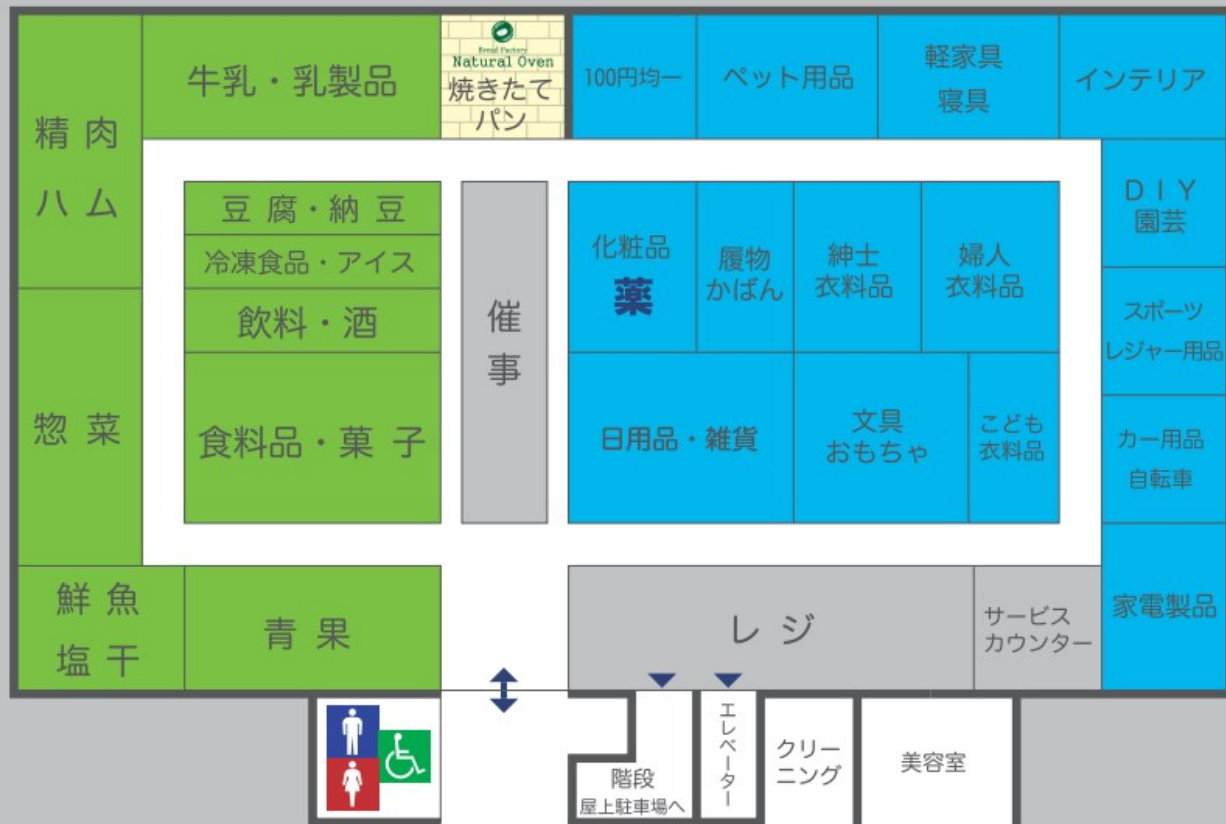 精肉
ハム
牛乳・乳製品
Bread Factory
Natural Oven
焼きたて
パン
100円均一
ペット用品
軽家具
寝具
インテリア
豆腐・納豆
冷凍食品・アイス
飲料・酒
食料品・菓子
催事
化粧品
薬
履物
かばん
紳士
衣料品
婦人
衣料品
日用品・雑貨
文具
おもちゃ
こども
衣料品
DIY
園芸
スポーツ
レジャー用品
カー用品
自転車
家電製品
惣菜
鮮魚
塩干
青果
レジ
サービス
カウンター
階段
屋上駐車場へ
エレベーター
クリー
ニング
美容室